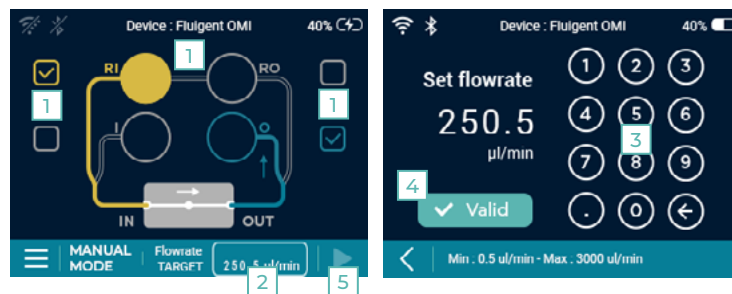 Device : Fluigent OMI 40%
RI 1 RO
1 1
I O
IN OUT
MANUAL MODE Flowrate TARGET 250.5 ul/min
2 5
Device : Fluigent OMI 40%
Set flowrate
250.5
µl/min
1 2 3
4 5 6
3
7 8 9
. 0
4
Valid
Min : 0.5 ul/min - Max : 3000 ul/min